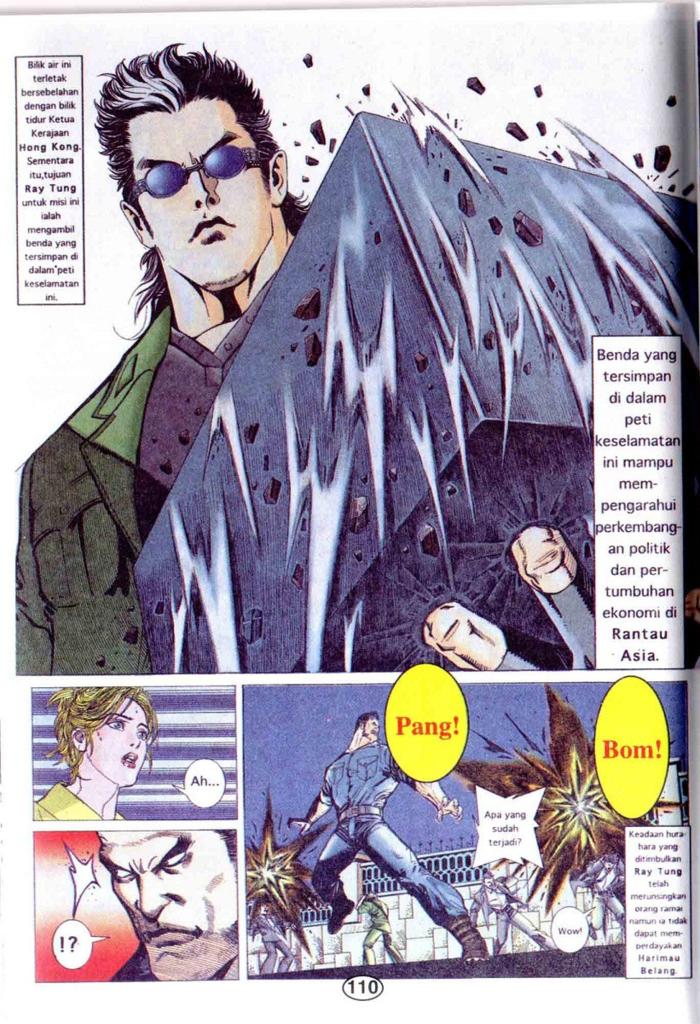 Bilik air ini
terletak
bersebelahan
dengan bilik
tidur Ketua
Kerajaan
Hong Kong.
Sementara
itu,tujuan
Ray Tung
untuk misi ini
ialah
mengambil
benda yang
tersimpan di
dalam peti
keselamatan
ini.
Benda yang
tersimpan
di dalam
peti
keselamatan
ini mampu
mem-
pengarahui
perkembang-
an politik
dan per-
tumbuhan
ekonomi di
Rantau
Asia.
Ah...
!?
Pang!
Bom!
Apa yang
sudah
terjadi?
Wow!
Keadaan huru
hara yang
ditimbulkan
Ray Tung
telah
merunsingkan
orang ramai
namun ia tidak
dapat mem-
perdayakan
Harimau
Belang.
110